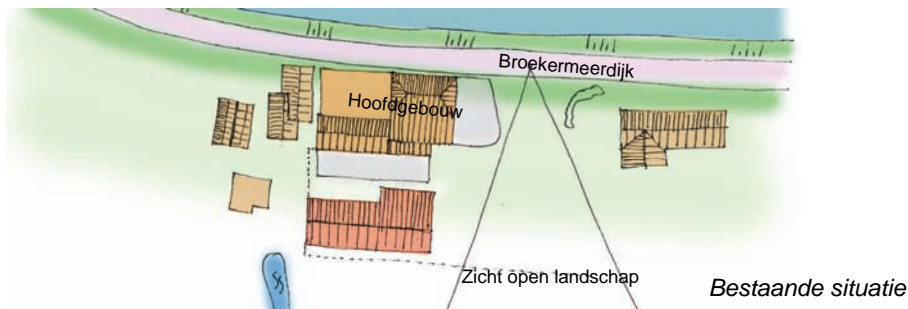 Broekermeerdijk
Hoofdgebouw
Zicht open landschap
Bestaande situatie